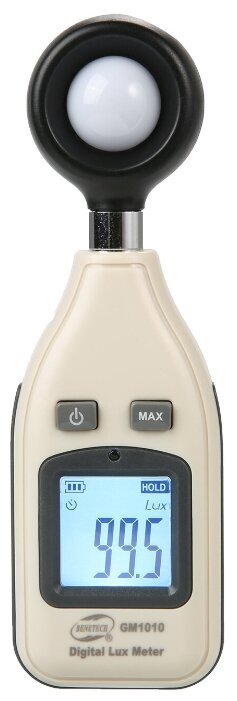 MAX
HOLD
Lux
99.5
BENETECH ® GM1010
Digital Lux Meter